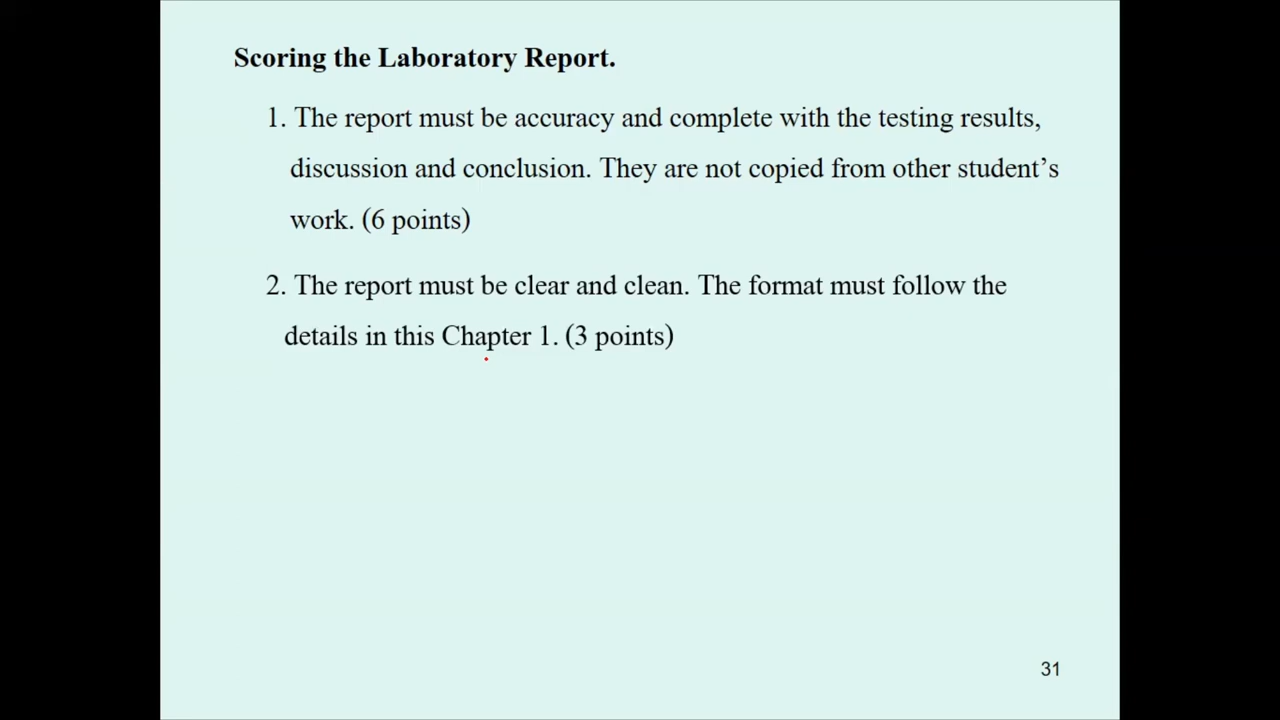 Scoring the Laboratory Report.
1. The report must be accuracy and complete with the testing results,
discussion and conclusion. They are not copied from other student’s
work. (6 points)
2. The report must be clear and clean. The format must follow the
details in this Chapter 1. (3 points)
31